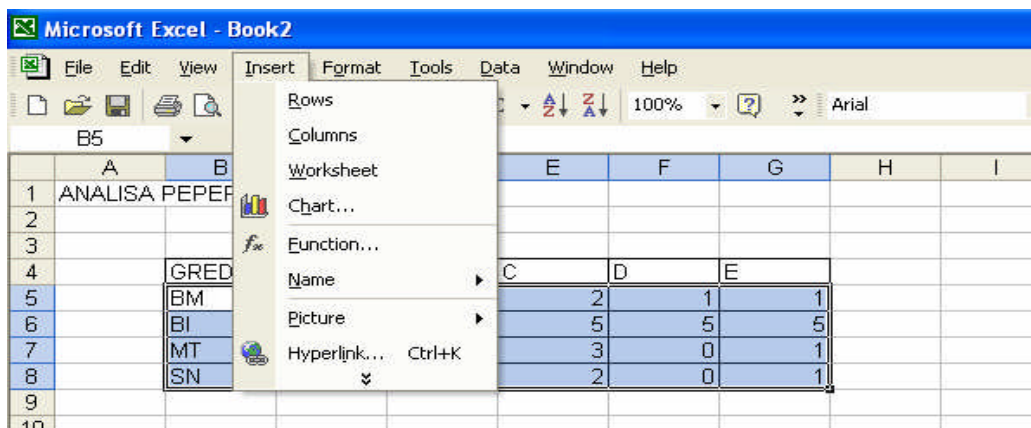 Microsoft Excel - Book2
File Edit View Insert Format Tools Data Window Help
100% Arial
B5
A B E F G H I
1 ANALISA
2
3
4 GRED C D E
5 BM 2 1 1
6 BI 5 5 5
7 MT 3 0 1
8 SN 2 0 1
9
10
Rows
Columns
Worksheet
Chart...
Function...
Name
Picture
Hyperlink... Ctrl+K